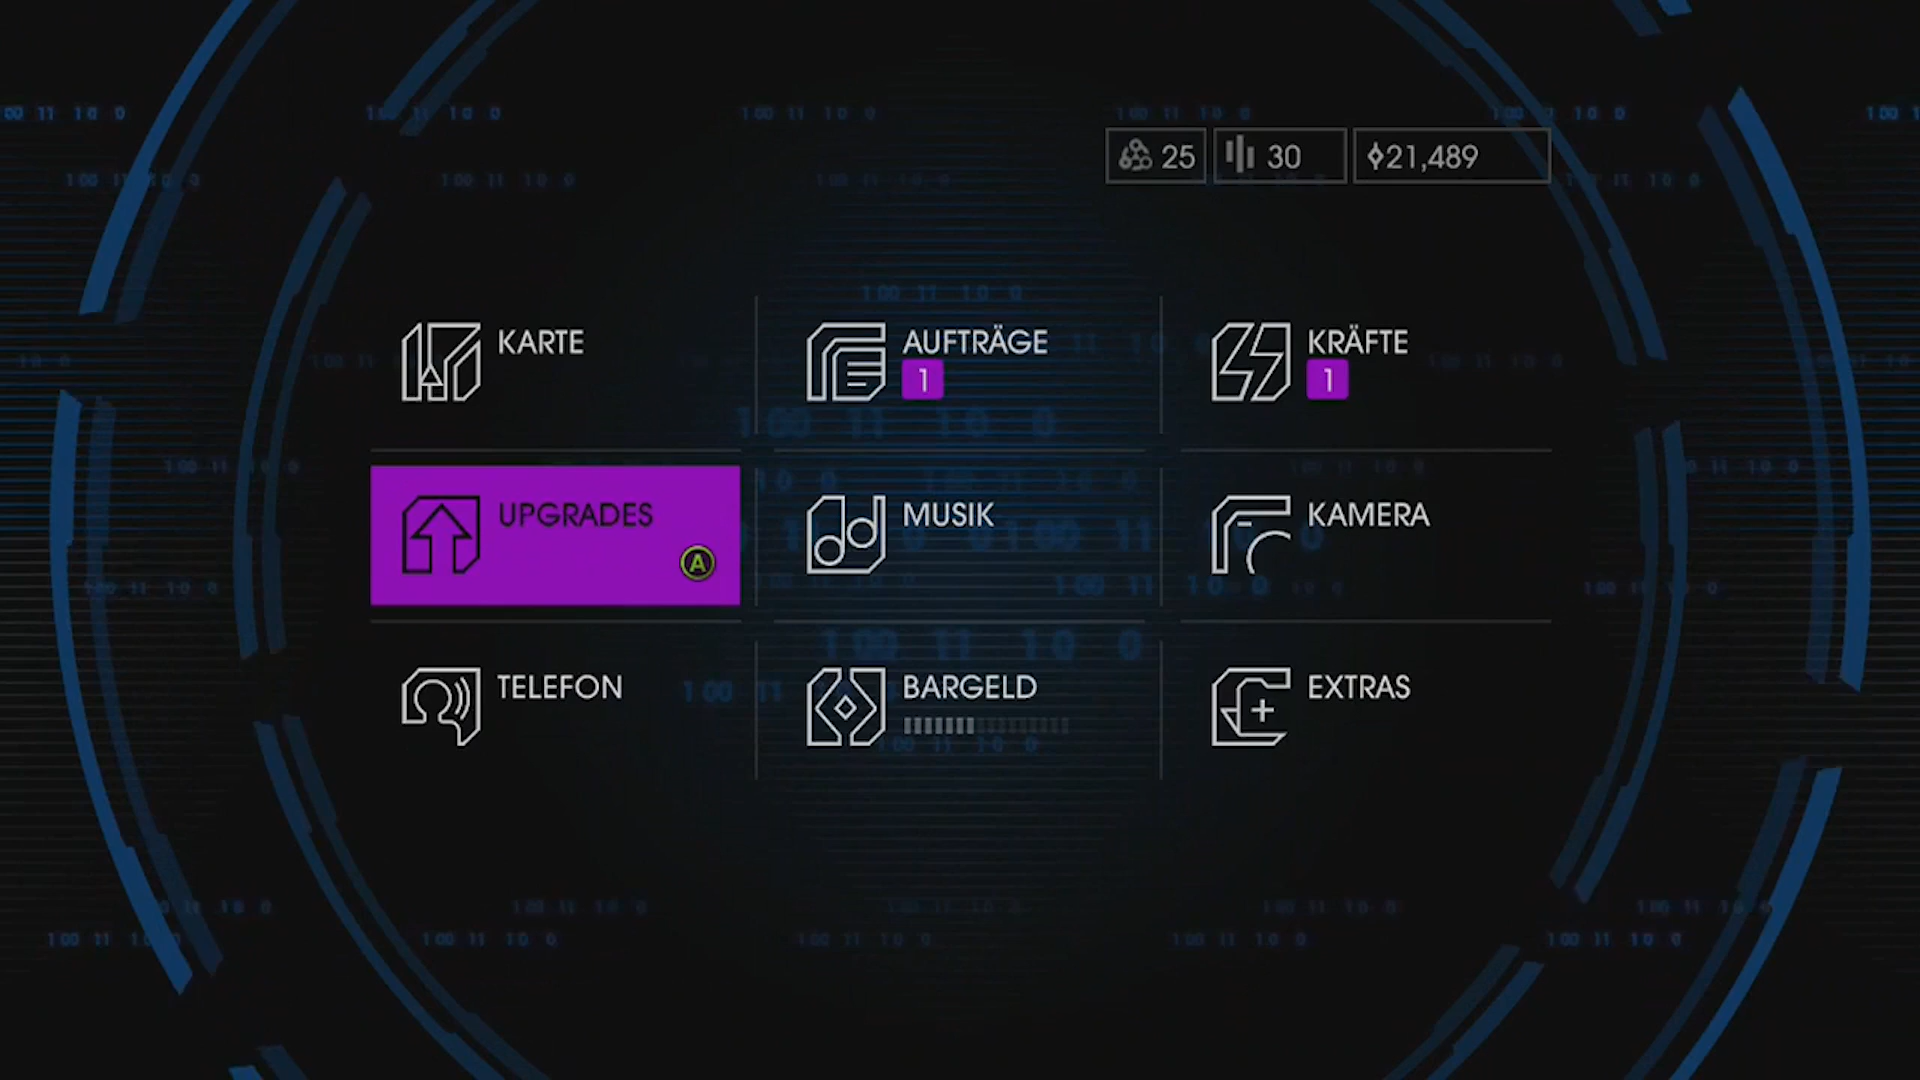 25 30 21,489
KARTE AUFTRÄGE KRÄFTE
1 1
UPGRADES MUSIK KAMERA
A
TELEFON BARGELD EXTRAS